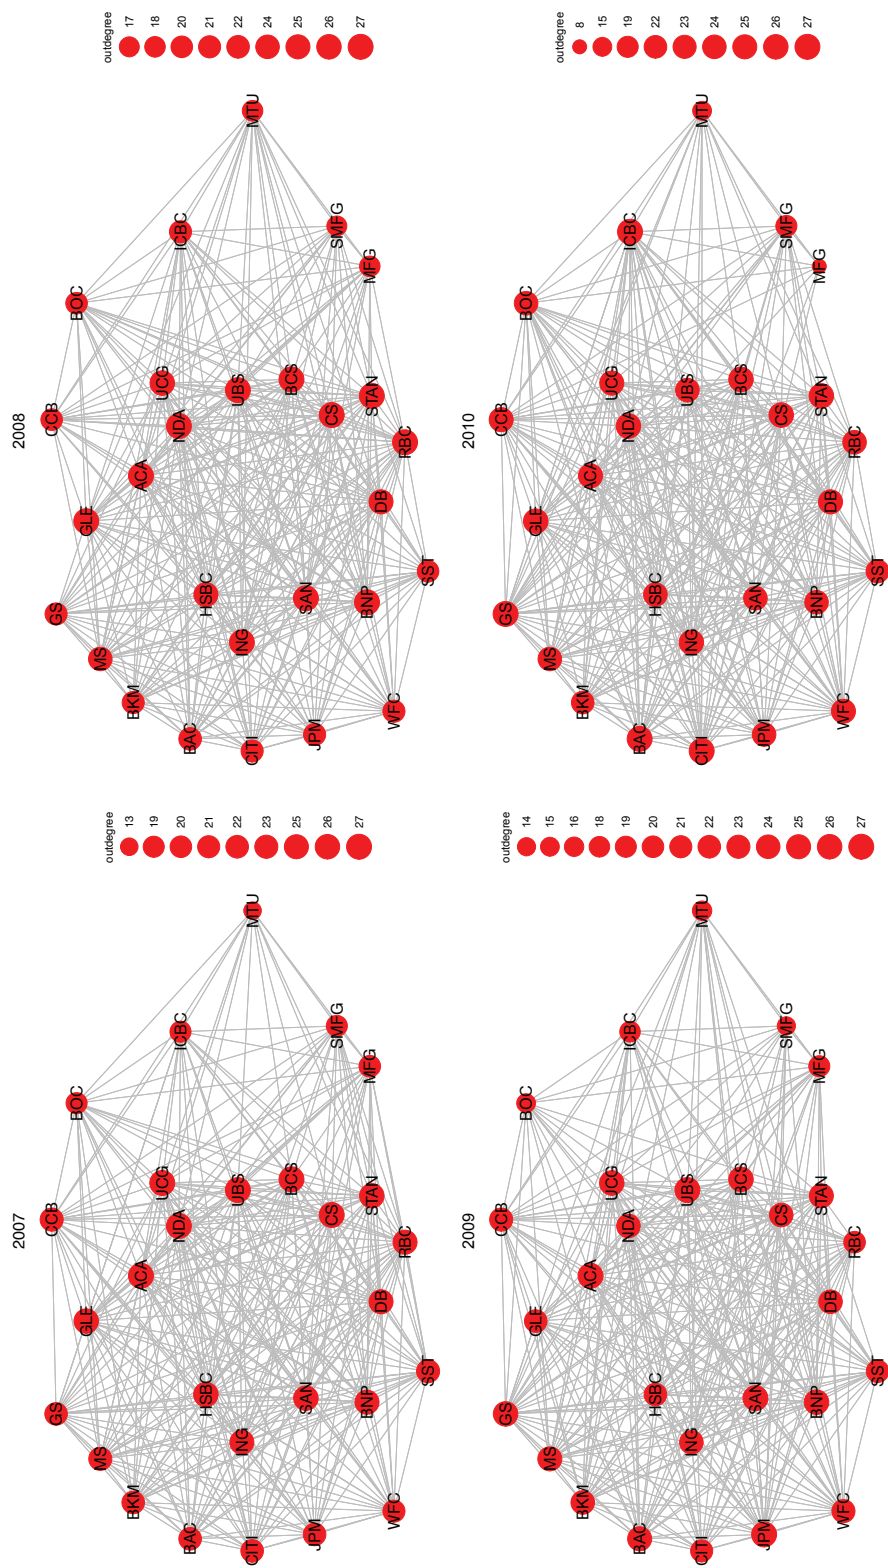 2007
CCB
GS
BOC
GLE
MS
BKM
ACA
UCG
NDA
ICBC
BAC
HSBC
UBS
ING
CITI
MTU
BCS
SAN
JPM
CS
SMFG
BNP
MFG
STAN
DB
WFC
RBC
SST
outdegree
13
19
20
21
22
23
25
26
27
2008
CCB
GS
BOC
GLE
MS
BKM
ACA
UCG
NDA
ICBC
BAC
HSBC
UBS
ING
CITI
MTU
BCS
SAN
JPM
CS
SMFG
BNP
MFG
STAN
DB
WFC
RBC
SST
outdegree
17
18
20
21
22
24
25
26
27
2009
CCB
GS
BOC
GLE
MS
BKM
ACA
UCG
NDA
ICBC
BAC
HSBC
UBS
ING
CITI
MTU
BCS
SAN
JPM
CS
SMFG
BNP
MFG
STAN
DB
WFC
RBC
SST
outdegree
14
15
16
18
19
20
21
22
23
24
25
26
27
2010
CCB
GS
BOC
GLE
MS
BKM
ACA
UCG
NDA
ICBC
BAC
HSBC
UBS
ING
CITI
MTU
BCS
SAN
JPM
CS
SMFG
BNP
MFG
STAN
DB
WFC
RBC
SST
outdegree
8
15
19
22
23
24
25
26
27